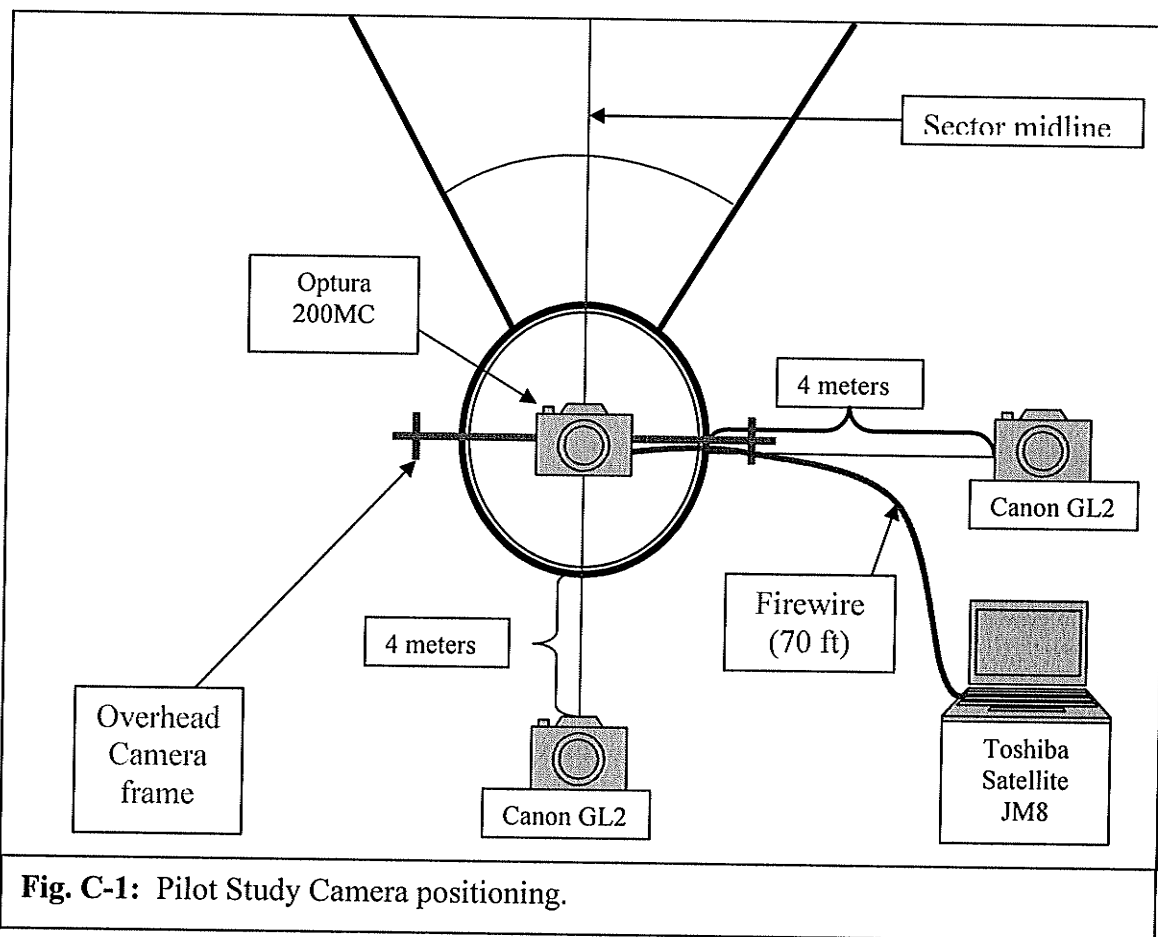 Sector midline
Optura
200MC
4 meters
Canon GL2
Firewire
(70 ft)
4 meters
Overhead
Camera
frame
Canon GL2
Toshiba
Satellite
JM8
Fig. C-1: Pilot Study Camera positioning.